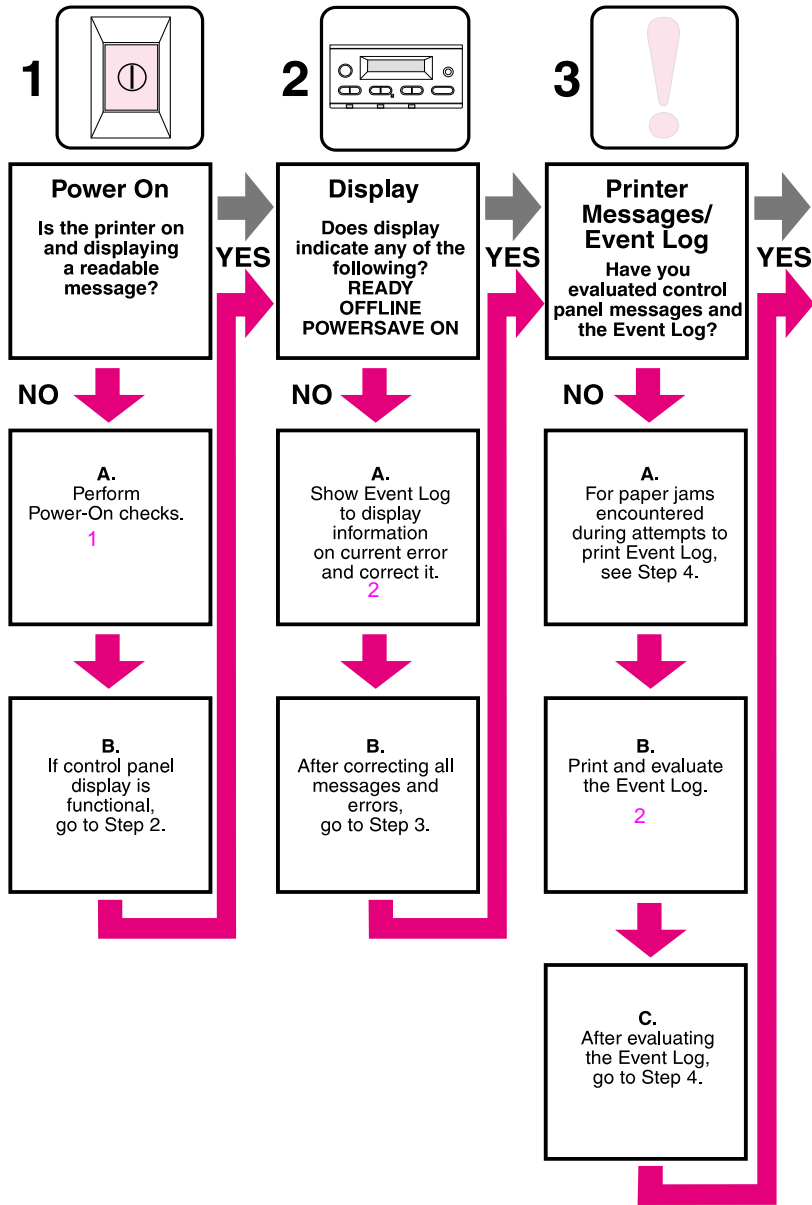 1
Power On
Is the printer on
and displaying
a readable
message?
YES
NO
A.
Perform
Power-On checks.
1
B.
If control panel
display is
functional,
go to Step 2.
2
Display
Does display
indicate any of the
following?
READY
OFFLINE
POWERSAVE ON
YES
NO
A.
Show Event Log
to display
information
on current error
and correct it.
2
B.
After correcting all
messages and
errors,
go to Step 3.
3
Printer
Messages/
Event Log
Have you
evaluated control
panel messages and
the Event Log?
YES
NO
A.
For paper jams
encountered
during attempts to
print Event Log,
see Step 4.
B.
Print and evaluate
the Event Log.
2
C.
After evaluating
the Event Log,
go to Step 4.